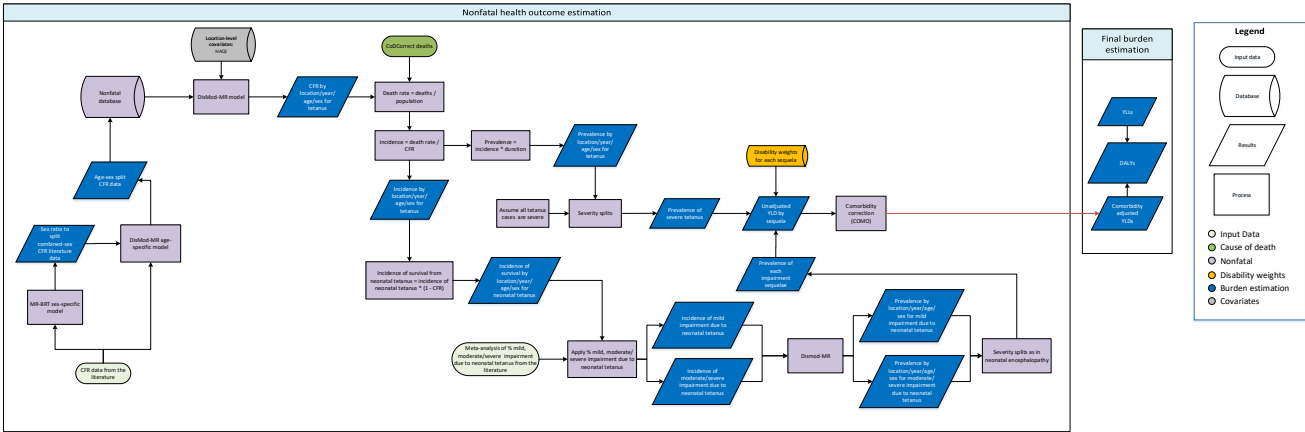 Nonfatal health outcome estimation
Location-level
covariates:
HAQI
CoDCorrect deaths
Nonfatal
database
DisMod-MR model
CFR by
location/year/
age/sex for
tetanus
Death rate = deaths /
population
Incidence = death rate /
CFR
Prevalence =
incidence * duration
Prevalence by
location/year/
age/sex for
tetanus
Age-sex split
CFR data
Incidence by
location/year/
age/sex for
tetanus
Disability weights
for each sequela
Assume all tetanus
cases are severe
Severity splits
Prevalence of
severe tetanus
Unadjusted
YLD by
sequela
Comorbidity
correction
(COMO)
Sex ratio to
split
combined-sex
CFR literature
data
DisMod-MR age-
specific model
Incidence of survival from
neonatal tetanus = incidence of
neonatal tetanus * (1 - CFR)
Incidence of
survival by
location/year/
age/sex for
neonatal tetanus
Prevalence of
each
impairment
sequelae
MR-BRT sex-specific
model
CFR data from the
literature
Meta-analysis of % mild,
moderate/severe impairment
due to neonatal tetanus from the
literature
Apply % mild, moderate/
severe impairment due to
neonatal tetanus
Incidence of mild
impairment due to
neonatal tetanus
Incidence of
moderate/severe
impairment due to
neonatal tetanus
Dismod-MR
Prevalence by
location/year/age/
sex for mild
impairment due to
neonatal tetanus
Prevalence by
location/year/age/
sex for moderate/
severe impairment
due to neonatal
tetanus
Severity splits as in
neonatal encephalopathy
Final burden
estimation
YLLs
DALYs
Comorbidity
adjusted
YLDs
Legend
Input data
Database
Results
Process
Input Data
Cause of death
Nonfatal
Disability weights
Burden estimation
Covariates